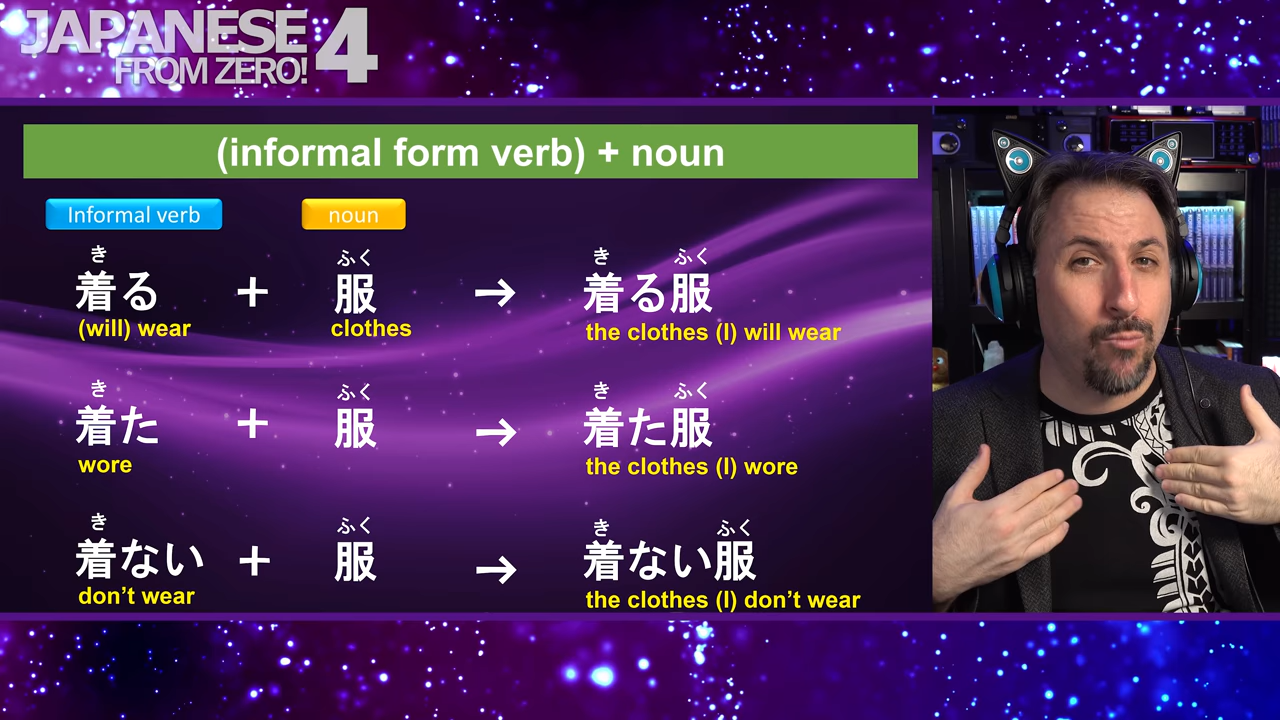 JAPANESE
FROM ZERO! 4
(informal form verb) + noun
Informal verb
noun
き
ふく
き ふく
着る + 服 → 着る服
(will) wear
clothes
the clothes (I) will wear
き
ふく
き ふく
着た + 服 → 着た服
wore
the clothes (I) wore
き
ふく
き ふく
着ない + 服 → 着ない服
don’t wear
the clothes (I) don’t wear